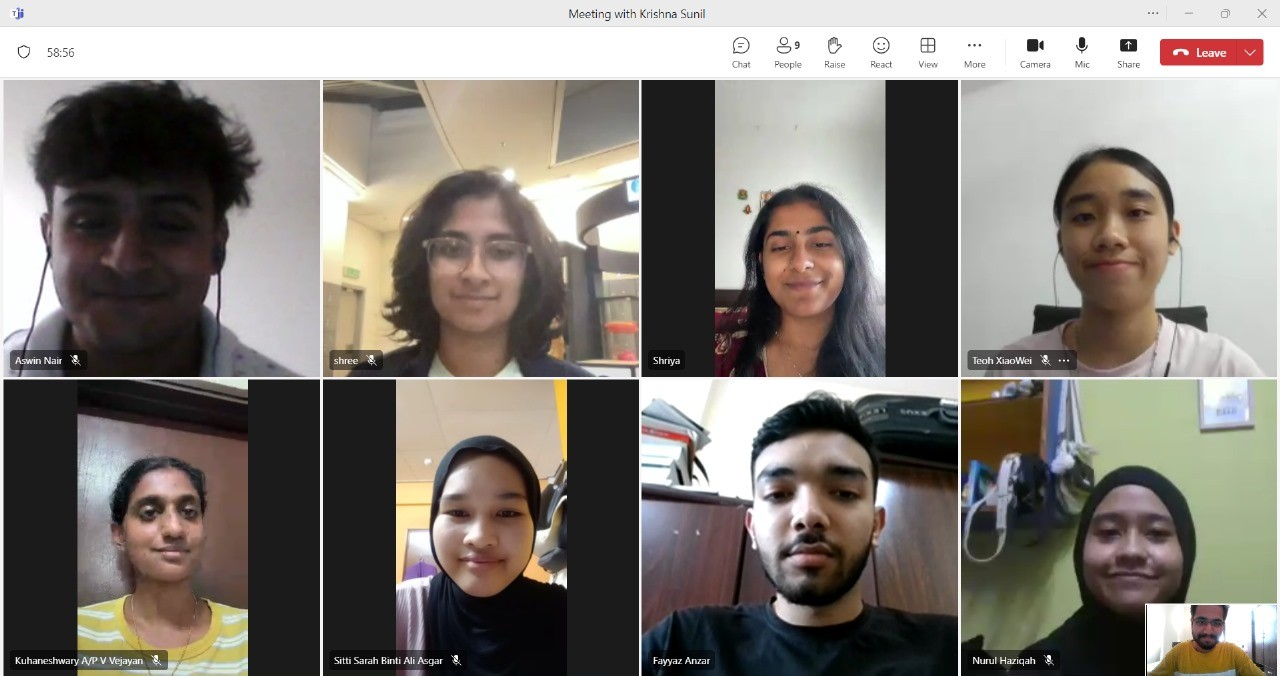 Meeting with Krishna Sunil
58:56
Chat
People
9
Raise
React
View
More
Camera
Mic
Share
Leave
Aswin Nair
shree
Shriya
Teoh XiaoWei
Kuhaneshwary A/P V Vejayan
Sitti Sarah Binti Ali Asgar
Fayyaz Anzar
Nurul Haziqah